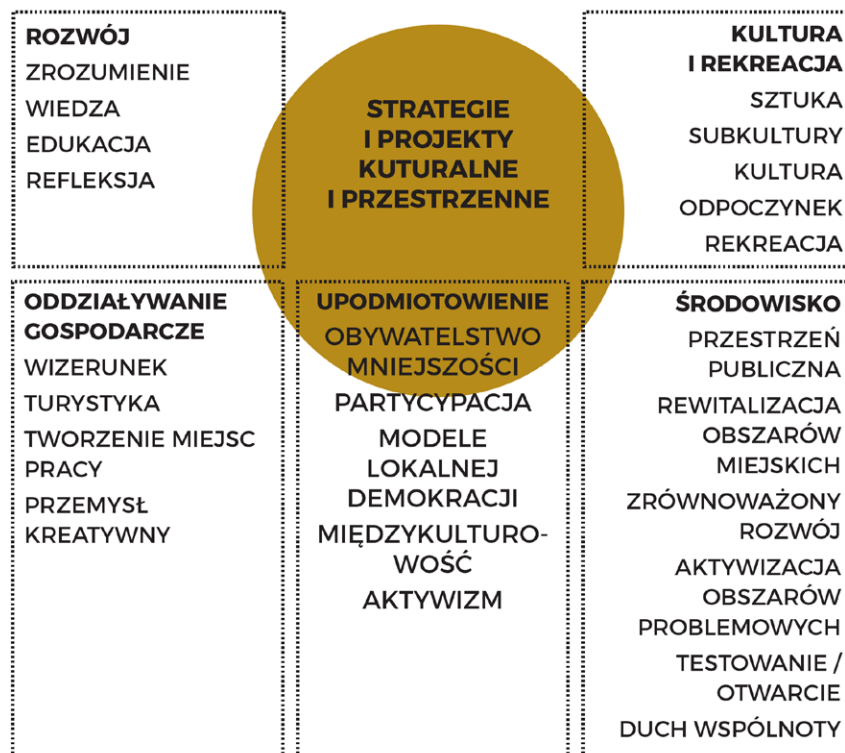 ROZWÓJ
ZROZUMIENIE
WIEDZA
EDUKACJA
REFLEKSJA
STRATEGIE
I PROJEKTY
KUTURALNE
I PRZESTRZENNE
KULTURA
I REKREACJA
SZTUKA
SUBKULTURY
KULTURA
ODPOCZYNEK
REKREACJA
ODDZIAŁYWANIE
GOSPODARCZE
WIZERUNEK
TURYSTYKA
TWORZENIE MIEJSC
PRACY
PRZEMYSŁ
KREATYWNY
UPODMIOTOWIENIE
OBYWATELSTWO
MNIEJSZOŚCI
PARTYCYPACJA
MODELE
LOKALNEJ
DEMOKRACJI
MIĘDZYKULTURO-
WOŚĆ
AKTYWIZM
ŚRODOWISKO
PRZESTRZEŃ
PUBLICZNA
REWITALIZACJA
OBSZARÓW
MIEJSKICH
ZRÓWNOWAŻONY
ROZWÓJ
AKTYWIZACJA
OBSZARÓW
PROBLEMOWYCH
TESTOWANIE /
OTWARCIE
DUCH WSPÓLNOTY